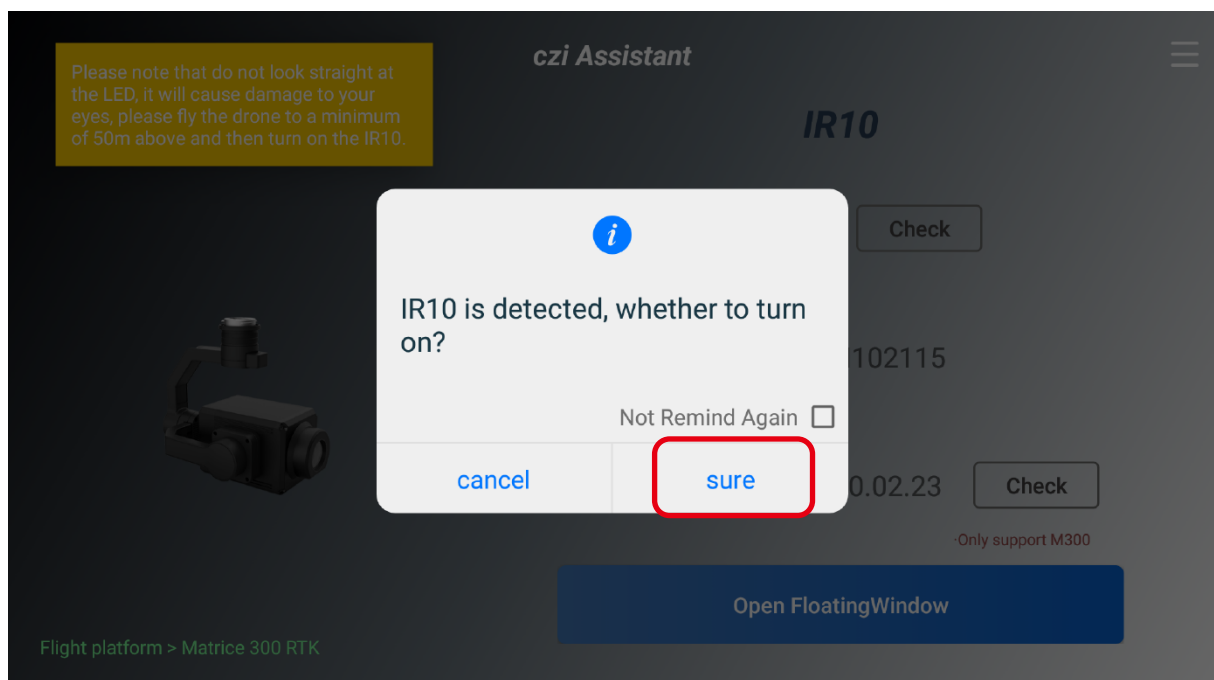 czi Assistant
Please note that do not look straight at
the LED, it will cause damage to your
eyes, please fly the drone to a minimum
of 50m above and then turn on the IR10.
IR10
Check
i
IR10 is detected, whether to turn
on?
102115
Not Remind Again
cancel
sure
0.02.23
Check
·Only support M300
Open FloatingWindow
Flight platform > Matrice 300 RTK